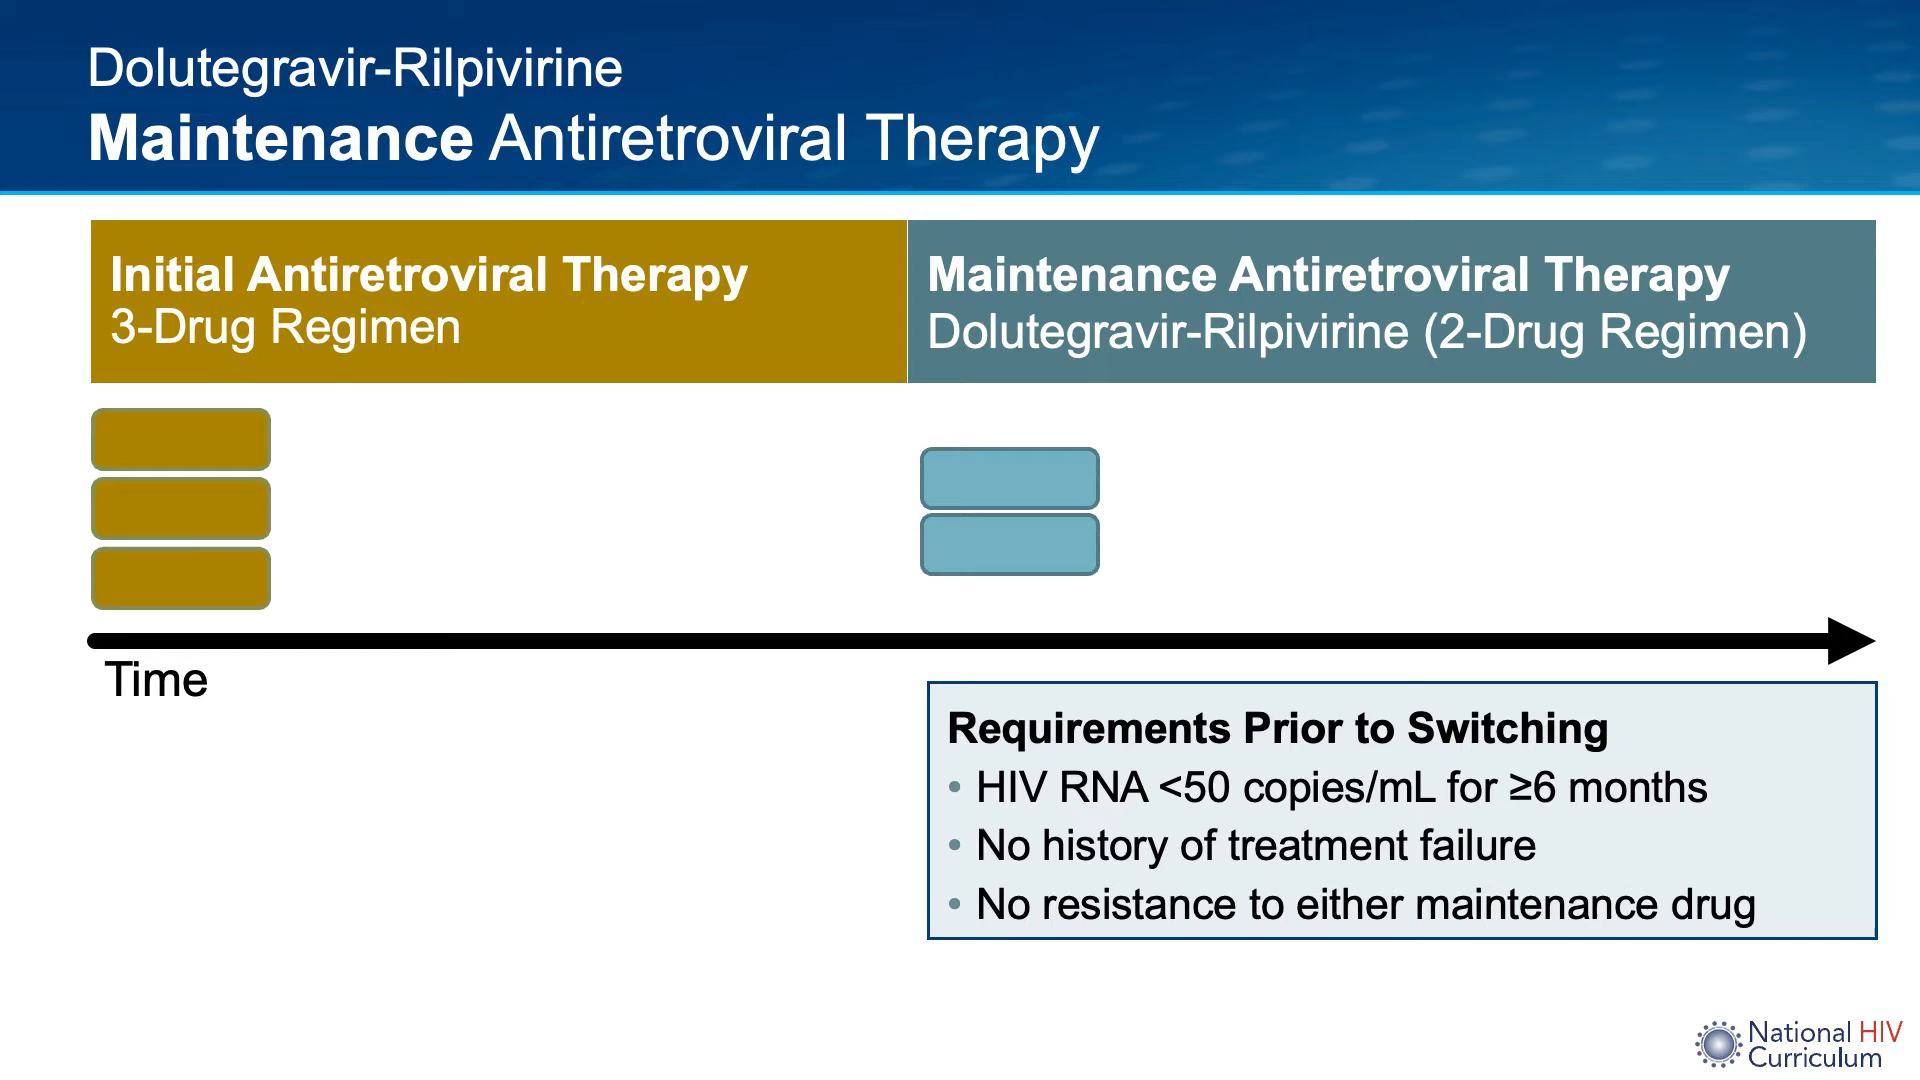 Dolutegravir-Rilpivirine
Maintenance Antiretroviral Therapy
Initial Antiretroviral Therapy
3-Drug Regimen
Maintenance Antiretroviral Therapy
Dolutegravir-Rilpivirine (2-Drug Regimen)
Time
Requirements Prior to Switching
• HIV RNA <50 copies/mL for ≥6 months
• No history of treatment failure
• No resistance to either maintenance drug
National HIV
Curriculum